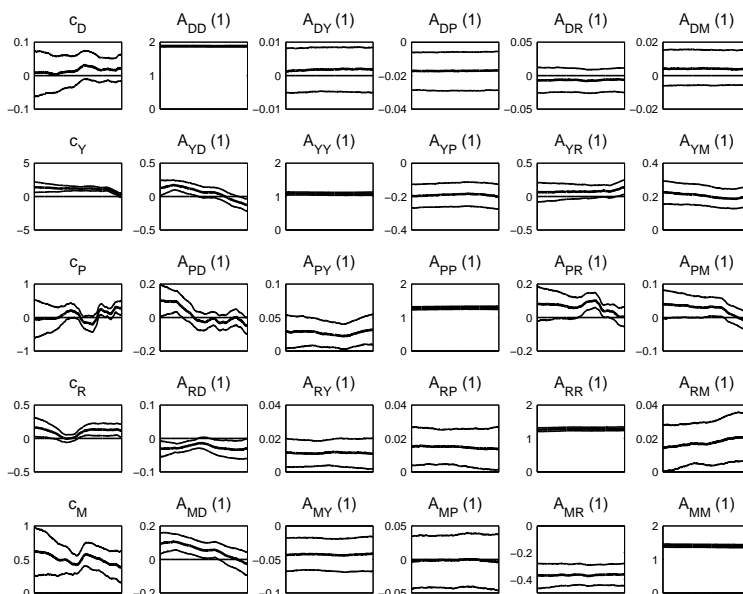 c_D A_DD (1) A_DY (1) A_DP (1) A_DR (1) A_DM (1)
0.1 2 0.01 0 0.05 0.02
0 1 0 −0.02 0 0
−0.1 0 −0.01 −0.04 −0.05 −0.02
c_Y A_YD (1) A_YY (1) A_YP (1) A_YR (1) A_YM (1)
5 0.5 2 0 0.5 0.4
0 0 1 −0.2 0 0.2
−5 −0.5 0 −0.4 −0.5 0
c_P A_PD (1) A_PY (1) A_PP (1) A_PR (1) A_PM (1)
1 0.2 0.1 2 0.2 0.1
0 0 0.05 1 0 0
−1 −0.2 0 0 −0.2 −0.1
c_R A_RD (1) A_RY (1) A_RP (1) A_RR (1) A_RM (1)
0.5 0.1 0.04 0.04 2 0.04
0 0 0.02 0.02 1 0.02
−0.5 −0.1 0 0 0 0
c_M A_MD (1) A_MY (1) A_MP (1) A_MR (1) A_MM (1)
1 0.2 0 0.05 0 2
0.5 0 −0.05 0 −0.2 1
−0.4
0 −0.2 −0.1 −0.05 0